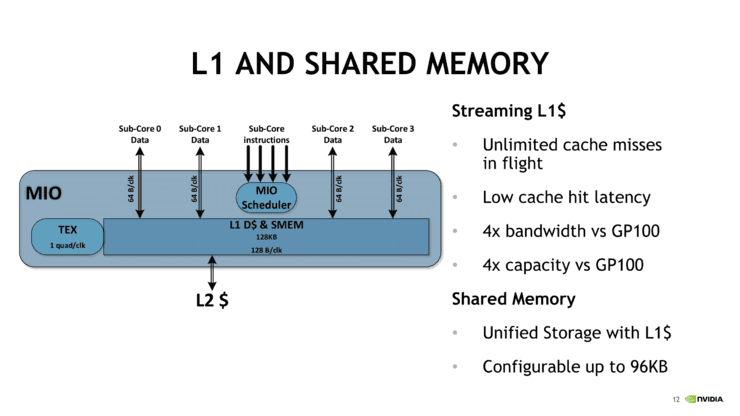 L1 AND SHARED MEMORY
Sub-Core 0
Data
Sub-Core 1
Data
Sub-Core
instructions
Sub-Core 2
Data
Sub-Core 3
Data
64 B/clk
64 B/clk
64 B/clk
64 B/clk
MIO
MIO
Scheduler
TEX
1 quad/clk
L1 D$ & SMEM
128KB
128 B/clk
L2 $
Streaming L1$
• Unlimited cache misses
in flight
• Low cache hit latency
• 4x bandwidth vs GP100
• 4x capacity vs GP100
Shared Memory
• Unified Storage with L1$
• Configurable up to 96KB
12 NVIDIA